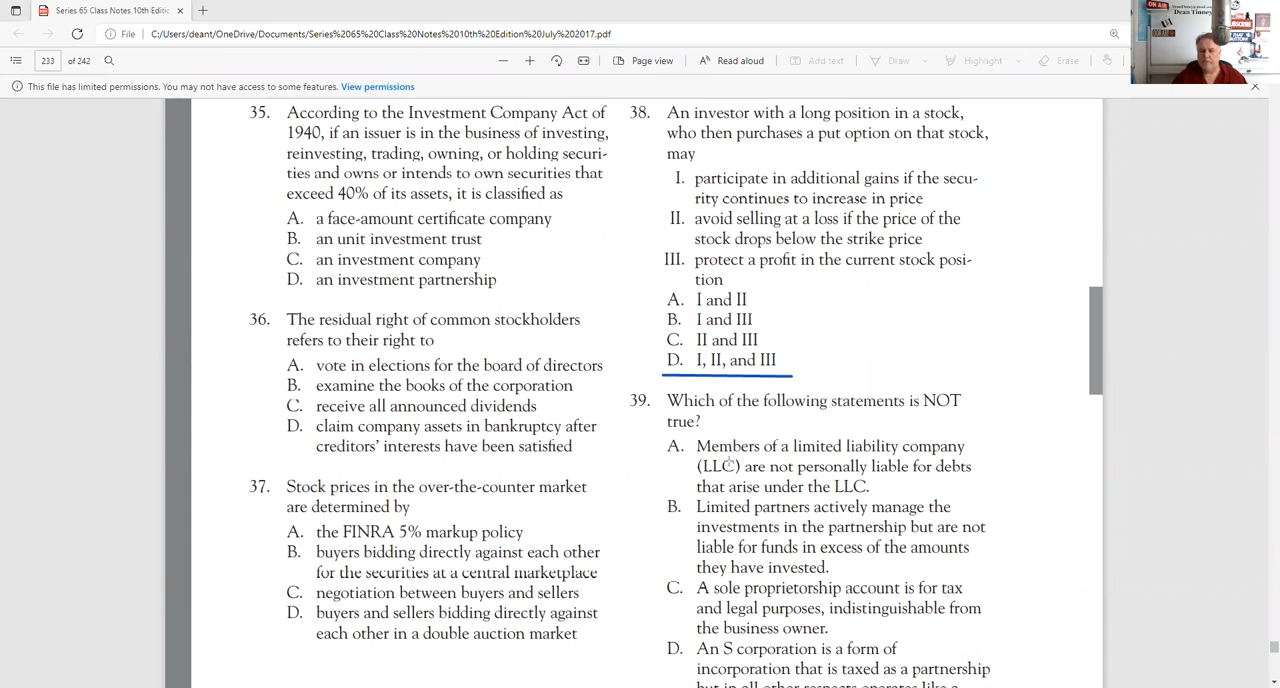 Series 65 Class Notes 10th Editic
File
C:/Users/deant/OneDrive/Documents/Series%2065%20Class%20Notes%2010th%20Edition%20July%202017.pdf
233 of 242
Page view
Read aloud
Add text
Draw
Highlight
Erase
This file has limited permissions. You may not have access to some features. View permissions
ON AIR
Dean Tinney
35. According to the Investment Company Act of
1940, if an issuer is in the business of investing,
reinvesting, trading, owning, or holding securi-
ties and owns or intends to own securities that
exceed 40% of its assets, it is classified as
A. a face-amount certificate company
B. an unit investment trust
C. an investment company
D. an investment partnership
36. The residual right of common stockholders
refers to their right to
A. vote in elections for the board of directors
B. examine the books of the corporation
C. receive all announced dividends
D. claim company assets in bankruptcy after
creditors' interests have been satisfied
37. Stock prices in the over-the-counter market
are determined by
A. the FINRA 5% markup policy
B. buyers bidding directly against each other
for the securities at a central marketplace
C. negotiation between buyers and sellers
D. buyers and sellers bidding directly against
each other in a double auction market
38. An investor with a long position in a stock,
who then purchases a put option on that stock,
may
I. participate in additional gains if the secu-
rity continues to increase in price
II. avoid selling at a loss if the price of the
stock drops below the strike price
III. protect a profit in the current stock posi-
tion
A. I and II
B. I and III
C. II and III
D. I, II, and III
39. Which of the following statements is NOT
true?
A. Members of a limited liability company
(LLC) are not personally liable for debts
that arise under the LLC.
B. Limited partners actively manage the
investments in the partnership but are not
liable for funds in excess of the amounts
they have invested.
C. A sole proprietorship account is for tax
and legal purposes, indistinguishable from
the business owner.
D. An S corporation is a form of
incorporation that is taxed as a partnership
but in all other respects operates like a